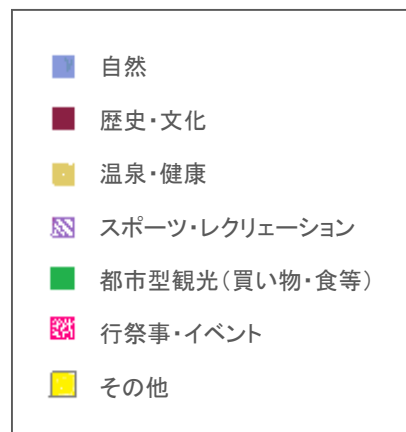 自然
歴史・文化
温泉・健康
スポーツ・レクリェーション
都市型観光（買い物・食等）
行祭事・イベント
その他